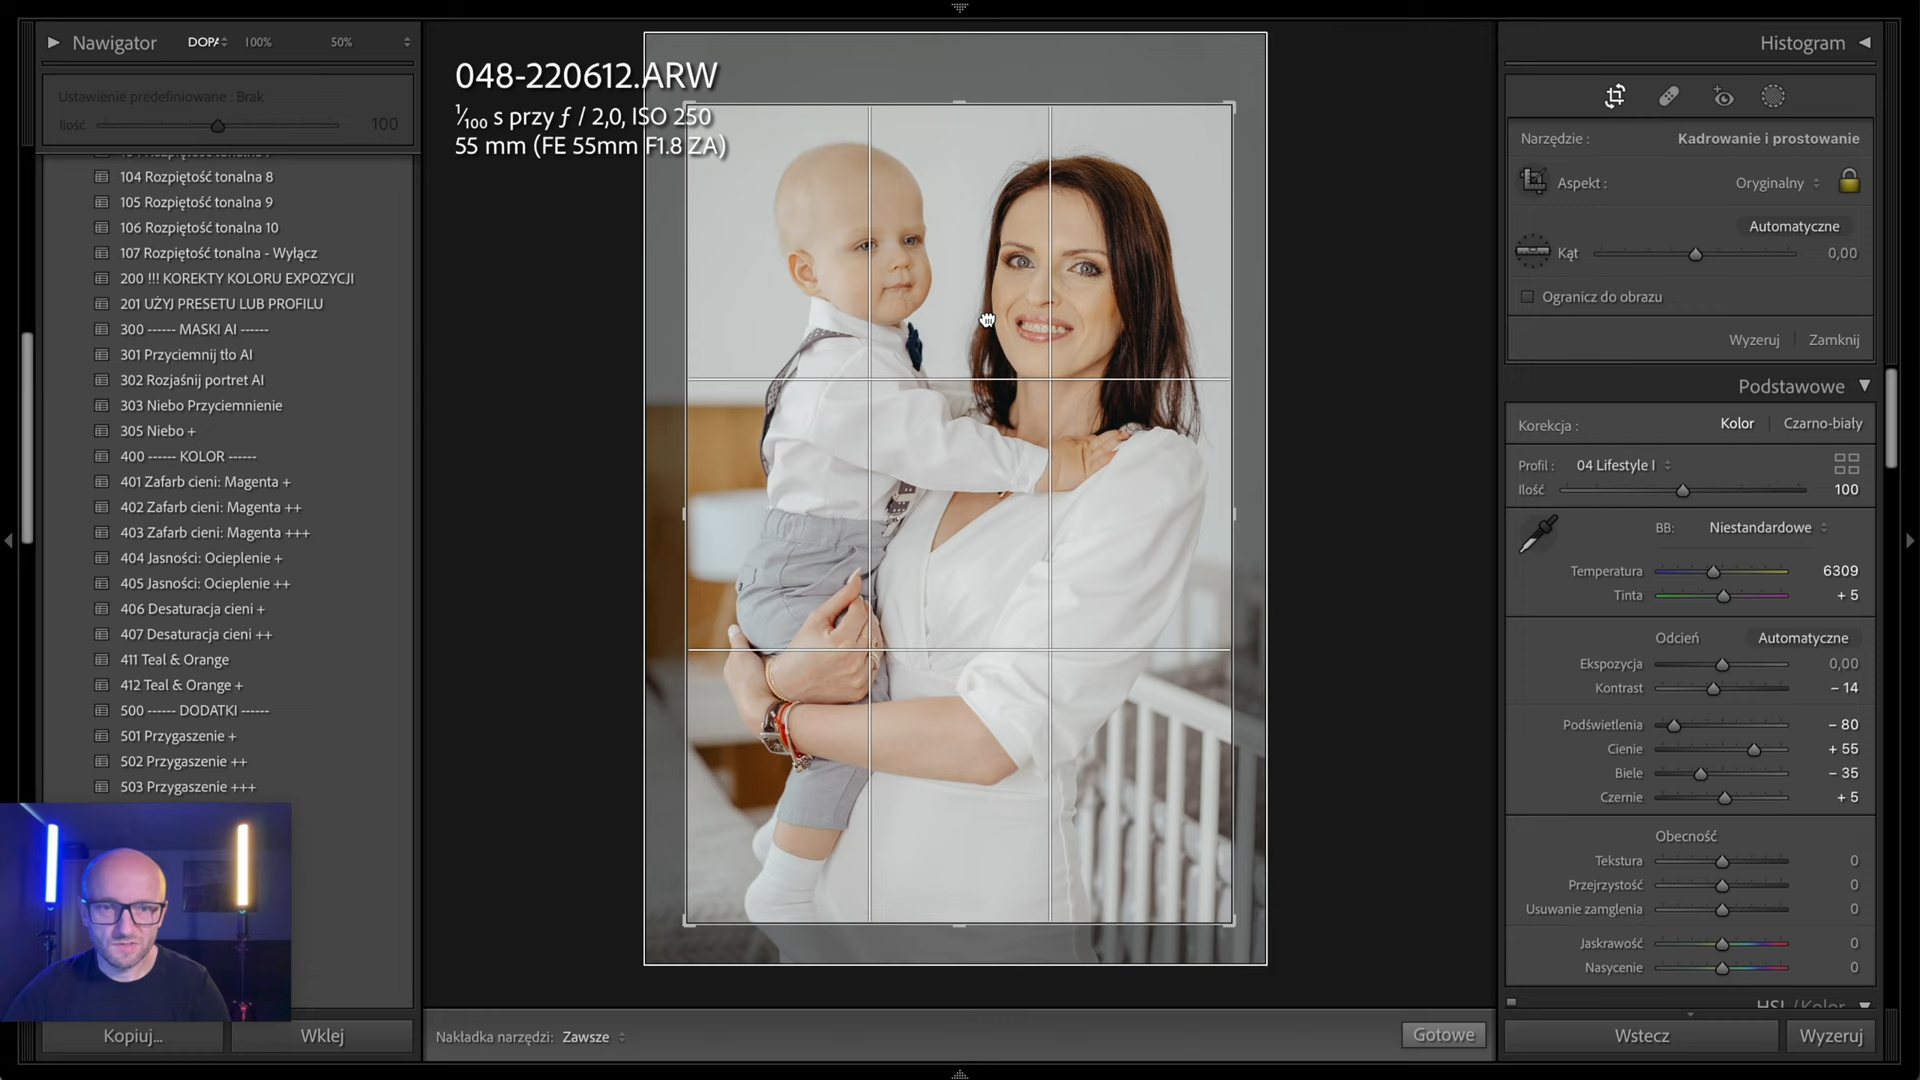 Nawigator
DOPA
100%
50%
Ustawienie predefiniowane : Brak
Ilość
100
104 Rozpiętość tonalna 8
105 Rozpiętość tonalna 9
106 Rozpiętość tonalna 10
107 Rozpiętość tonalna - Wyłącz
200 !!! KOREKTY KOLORU EXPOZYCJI
201 UŻYJ PRESETU LUB PROFILU
300 ------ MASKI AI ------
301 Przyciemnij tło AI
302 Rozjaśnij portret AI
303 Niebo Przyciemnienie
305 Niebo +
400 ------ KOLOR ------
401 Zafarb cieni: Magenta +
402 Zafarb cieni: Magenta ++
403 Zafarb cieni: Magenta +++
404 Jasności: Ocieplenie +
405 Jasności: Ocieplenie ++
406 Desaturacja cieni +
407 Desaturacja cieni ++
411 Teal & Orange
412 Teal & Orange +
500 ------ DODATKI ------
501 Przygaszenie +
502 Przygaszenie ++
503 Przygaszenie +++
Kopiuj...
Wklej
048-220612.ARW
1/100 s przy ƒ / 2,0, ISO 250
55 mm (FE 55mm F1.8 ZA)
Nakładka narzędzi: Zawsze
Gotowe
Histogram
Narzędzie : Kadrowanie i prostowanie
Aspekt : Oryginalny
Automatyczne
Kąt 0,00
Ogranicz do obrazu
Wyzeruj
Zamknij
Podstawowe
Korekcja : Kolor Czarno-biały
Profil : 04 Lifestyle I
Ilość 100
BB: Niestandardowe
Temperatura 6309
Tinta + 5
Odcień Automatyczne
Ekspozycja 0,00
Kontrast – 14
Podświetlenia – 80
Cienie + 55
Biele – 35
Czernie + 5
Obecność
Tekstura 0
Przejrzystość 0
Usuwanie zamglenia 0
Jaskrawość 0
Nasycenie 0
HSL / Kolor
Wstecz
Wyzeruj